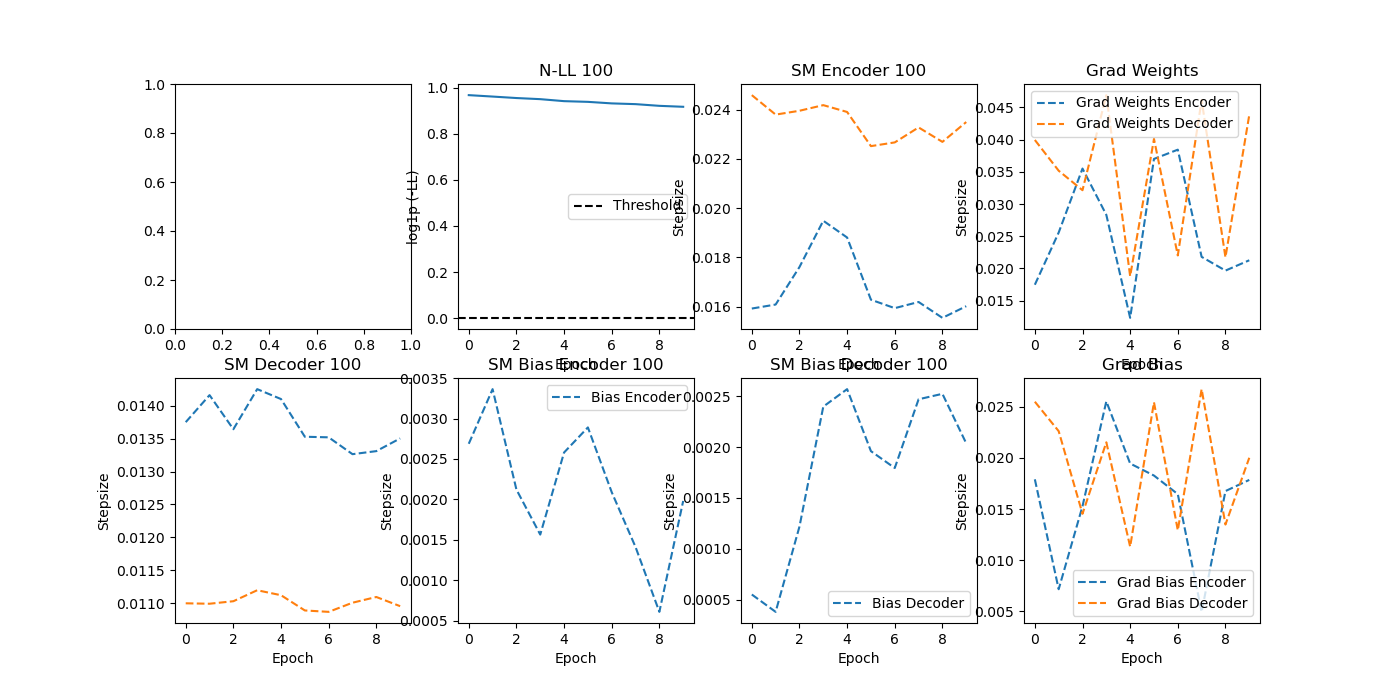 N-LL 100
SM Encoder 100
Grad Weights
1.0
0.8
0.6
0.4
0.2
0.0
0.0 0.2 0.4 0.6 0.8 1.0
log1p (-LL)
1.0
0.8
0.6
0.4
0.2
0.0
Threshold
0 2 4 6 8
Epoch
Stepsize
0.024
0.022
0.020
0.018
0.016
0 2 4 6 8
Epoch
Stepsize
0.045
0.040
0.035
0.030
0.025
0.020
0.015
Grad Weights Encoder
Grad Weights Decoder
0 2 4 6 8
Epoch
SM Decoder 100
SM Bias Encoder 100
SM Bias Decoder 100
Grad Bias
Stepsize
0.0140
0.0135
0.0130
0.0125
0.0120
0.0115
0.0110
0 2 4 6 8
Epoch
Stepsize
0.0035
0.0030
0.0025
0.0020
0.0015
0.0010
0.0005
Bias Encoder
0 2 4 6 8
Epoch
Stepsize
0.0025
0.0020
0.0015
0.0010
0.0005
Bias Decoder
0 2 4 6 8
Epoch
Stepsize
0.025
0.020
0.015
0.010
0.005
Grad Bias Encoder
Grad Bias Decoder
0 2 4 6 8
Epoch